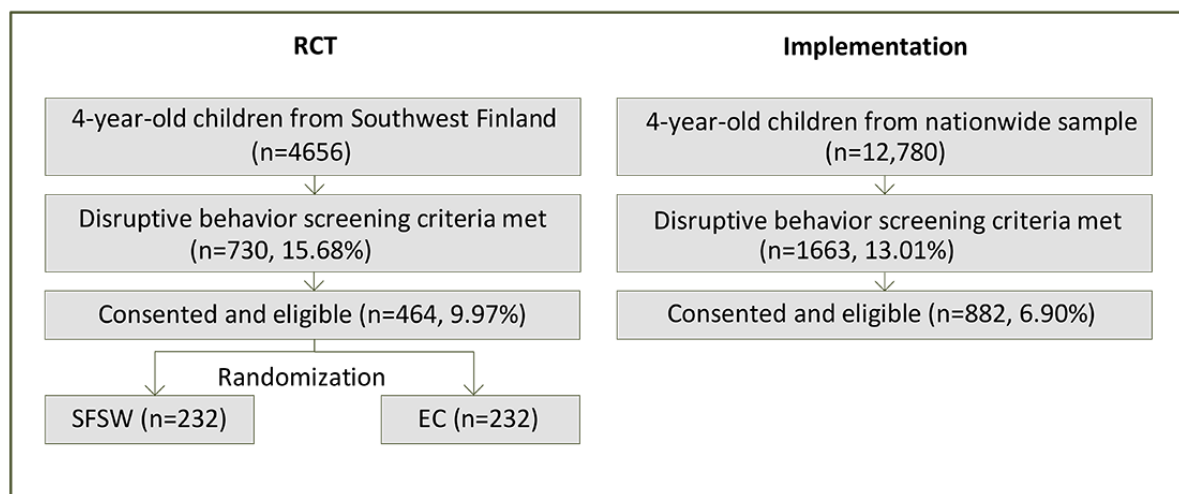 RCT
4-year-old children from Southwest Finland
(n=4656)
Disruptive behavior screening criteria met
(n=730, 15.68%)
Consented and eligible (n=464, 9.97%)
Randomization
SFSW (n=232)
EC (n=232)
Implementation
4-year-old children from nationwide sample
(n=12,780)
Disruptive behavior screening criteria met
(n=1663, 13.01%)
Consented and eligible (n=882, 6.90%)